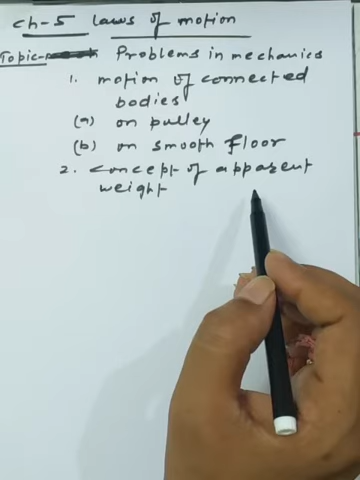 ch-5 laws of motion
Topic- Problems in mechanics
1. motion of connected
bodies
(a) on pulley
(b) on smooth floor
2. concept of apparent
weight